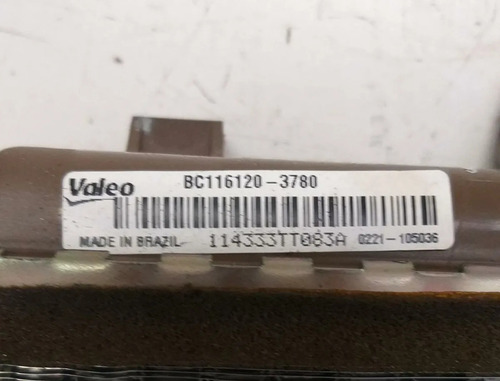 Valeo BC116120-3780
MADE IN BRAZIL 114333TT083A 0221-105036